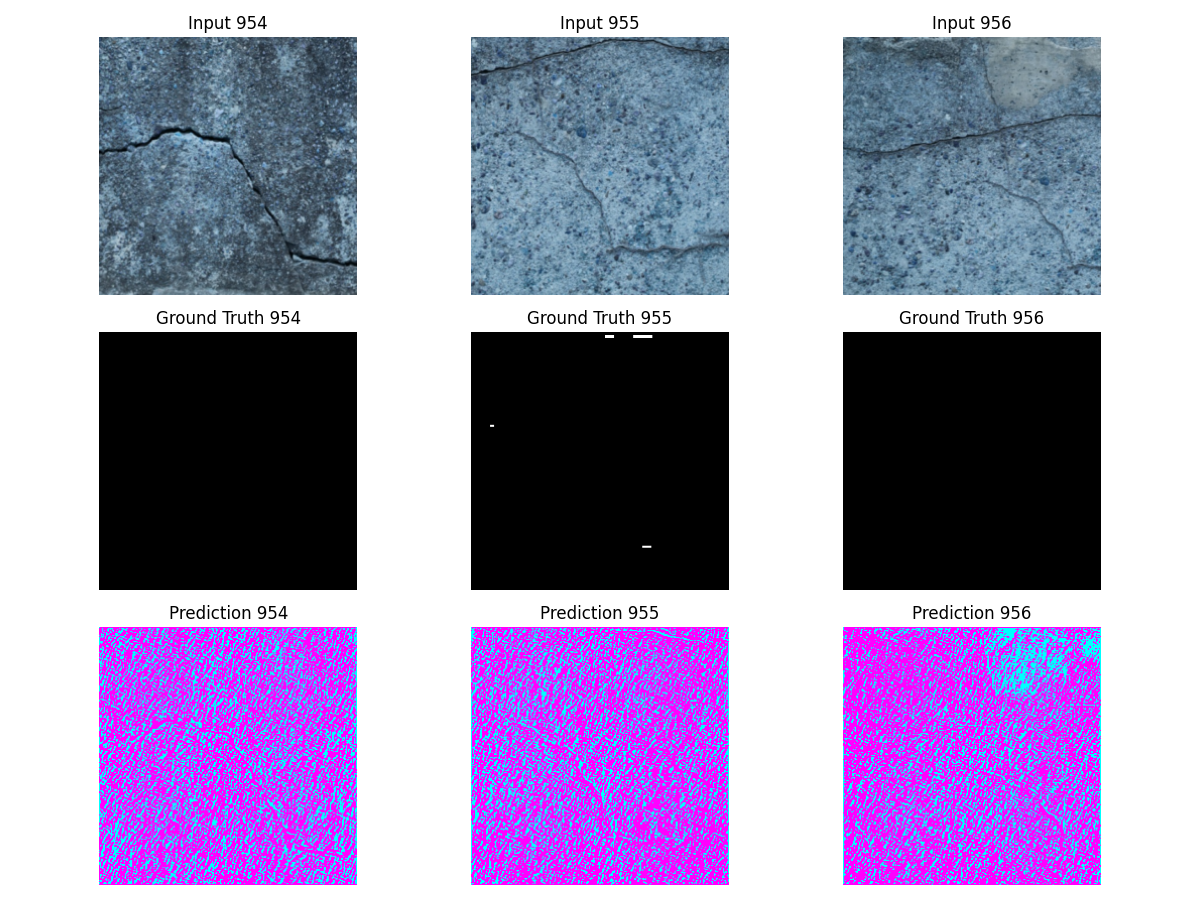 Input 954
Input 955
Input 956
Ground Truth 954
Ground Truth 955
Ground Truth 956
Prediction 954
Prediction 955
Prediction 956